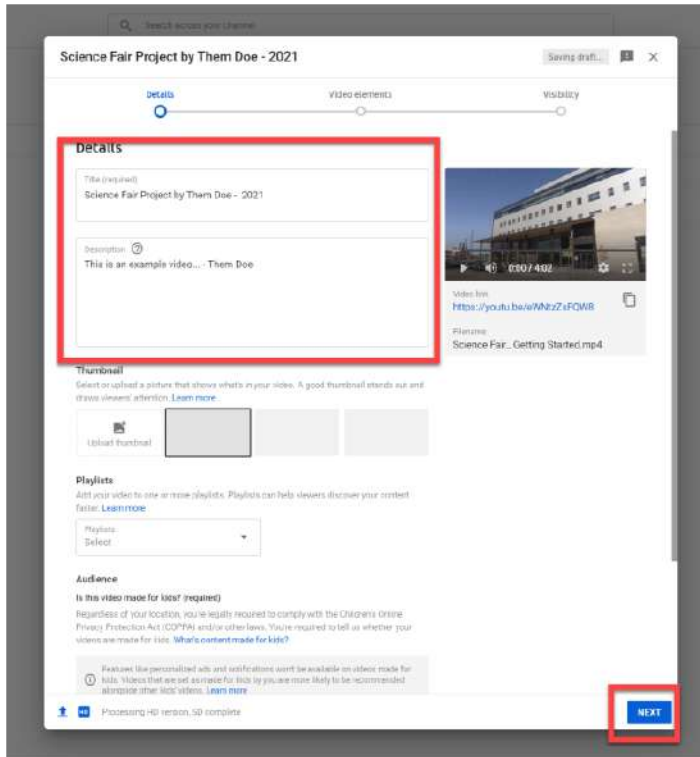 Search across your channel
Science Fair Project by Them Doe - 2021
Saving draft...
Details
Video elements
Visibility
Details
Title (required)
Science Fair Project by Them Doe - 2021
Description
This is an example video... - Them Doe
0:00 / 4:02
Video link
Filename
Science Fair_ Getting Started.mp4
Thumbnail
Select or upload a picture that shows what's in your video. A good thumbnail stands out and
draws viewers' attention. Learn more
Upload thumbnail
Playlists
Add your video to one or more playlists. Playlists can help viewers discover your content
faster. Learn more
Playlists
Select
Audience
Is this video made for kids? (required)
Regardless of your location, you're legally required to comply with the Children's Online
Privacy Protection Act (COPPA) and/or other laws. You're required to tell us whether your
videos are made for kids. What's content made for kids?
Features like personalized ads and notifications won't be available on videos made for
kids. Videos that are set as made for kids by you are more likely to be recommended
alongside other kids' videos. Learn more
HD
Processing HD version, SD complete
NEXT